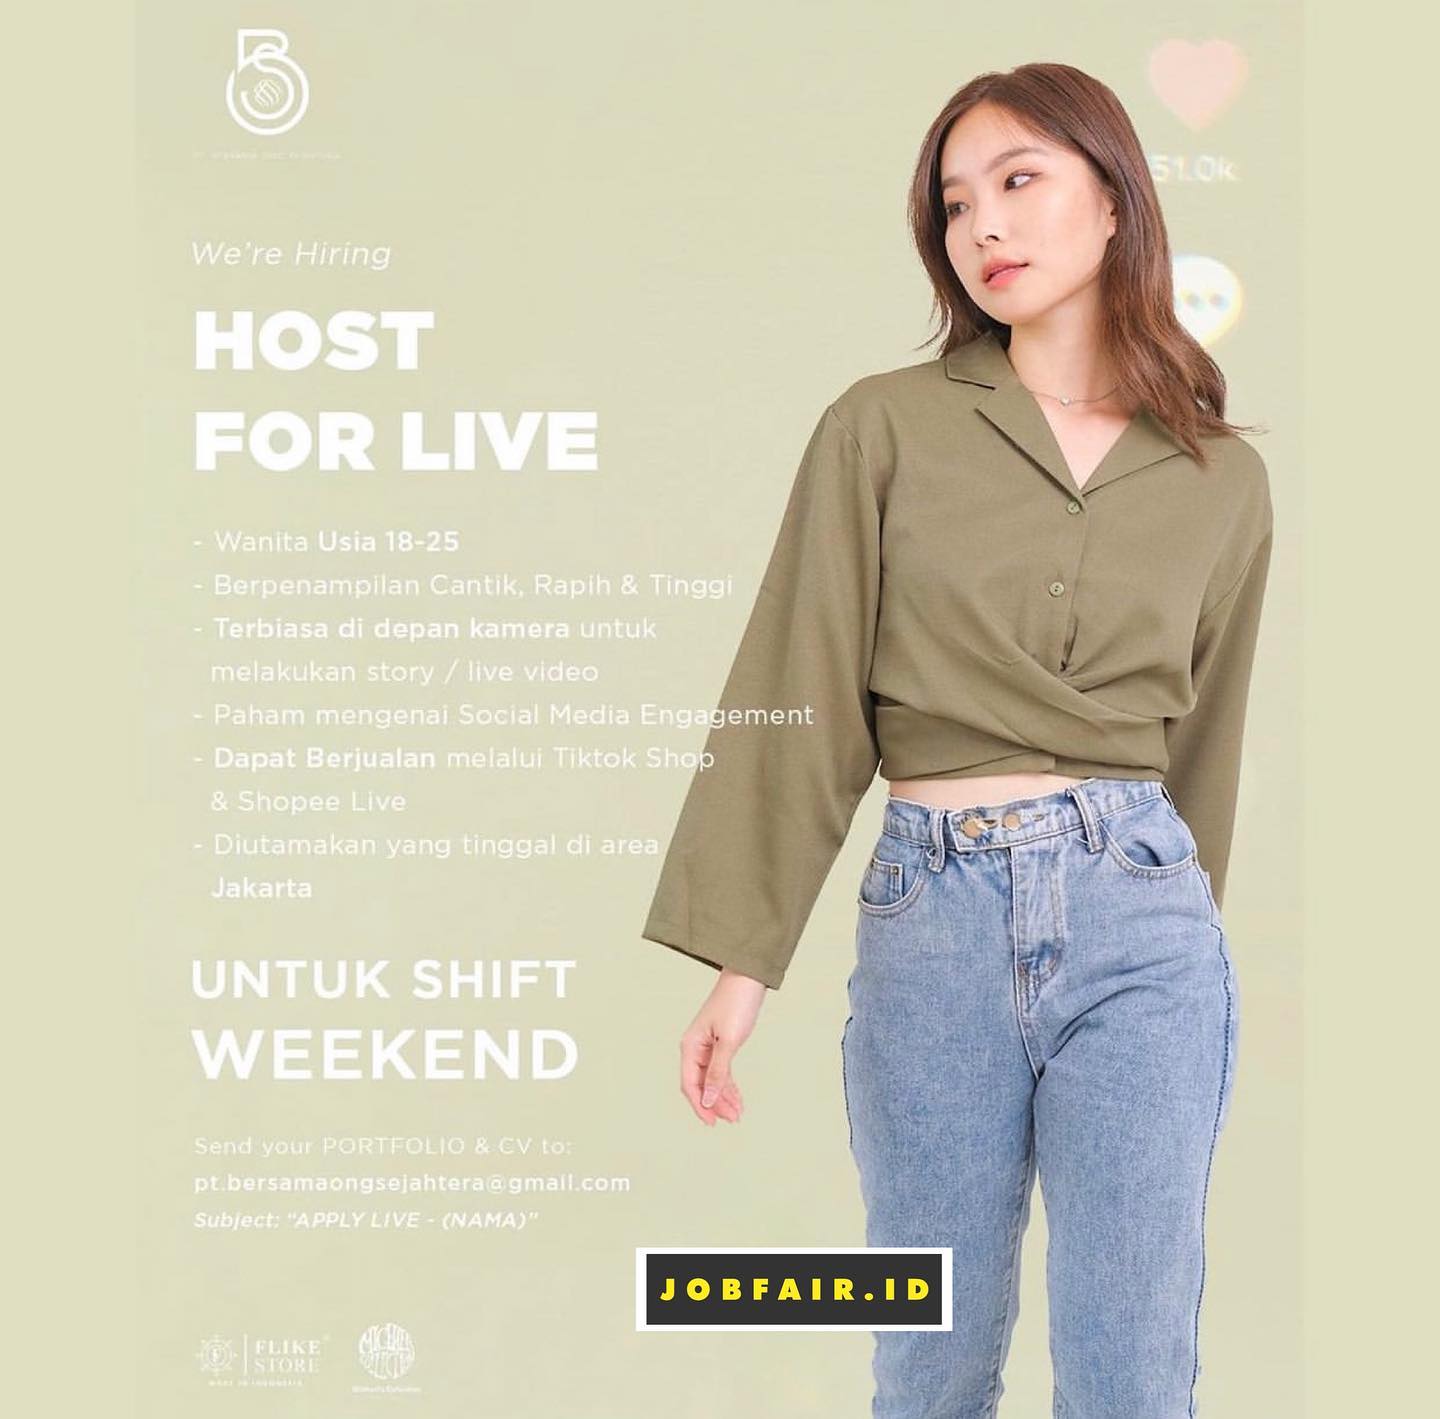 51.0k
We're Hiring
HOST
FOR LIVE
- Wanita Usia 18-25
- Berpenampilan Cantik, Rapih & Tinggi
- Terbiasa di depan kamera untuk
melakukan story / live video
- Paham mengenai Social Media Engagement
- Dapat Berjualan melalui Tiktok Shop
& Shopee Live
- Diutamakan yang tinggal di area
Jakarta
UNTUK SHIFT
WEEKEND
Send your PORTFOLIO & CV to:
pt.bersamaongsejahtera@gmail.com
Subject: "APPLY LIVE - (NAMA)"
JOBFAIR.ID
FLIKE
STORE
MADE IN INDONESIA